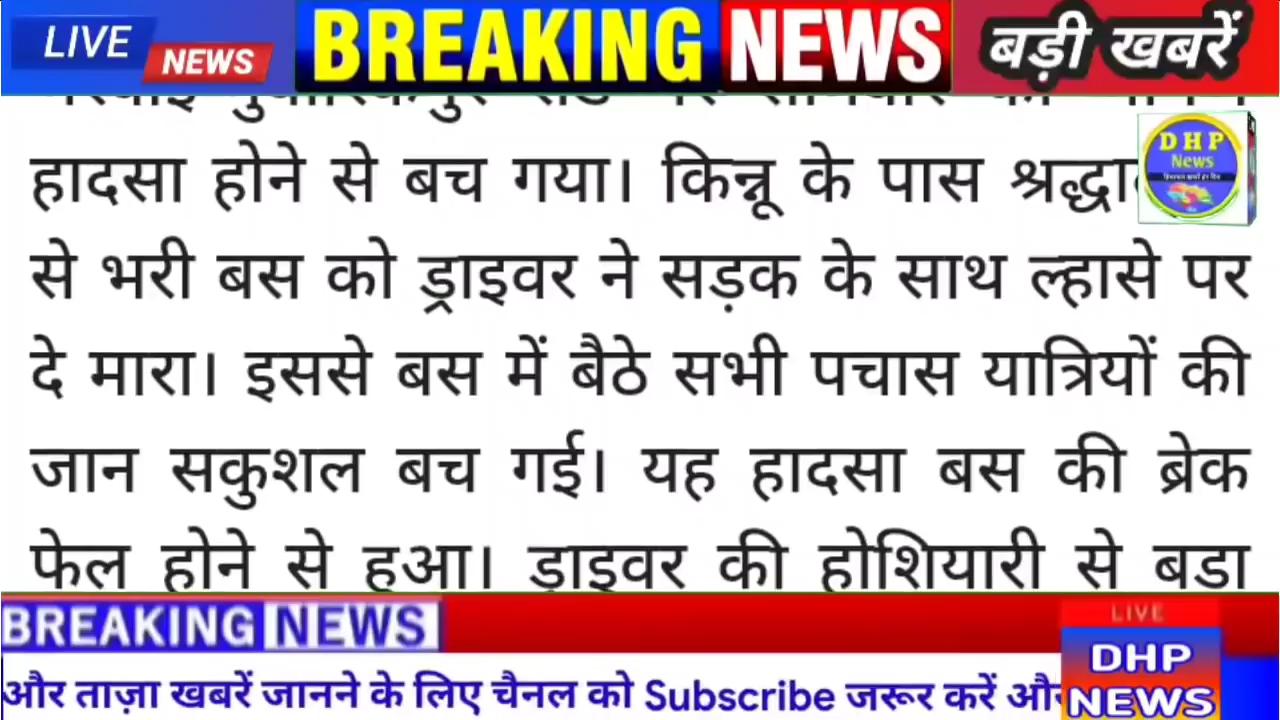 LIVE NEWS BREAKING NEWS बड़ी खबरें
हादसा होने से बच गया। किन्नू के पास
DHP
News
से भरी बस को ड्राइवर ने सड़क के साथ ल्हासे पर
दे मारा। इससे बस में बैठे सभी पचास यात्रियों की
जान सकुशल बच गई। यह हादसा बस की ब्रेक
फेल होने से हुआ। ड्राइवर की होशियारी से बडा
BREAKING NEWS
LIVE
DHP
NEWS
और ताज़ा खबरें जानने के लिए चैनल को Subscribe जरूर करें और